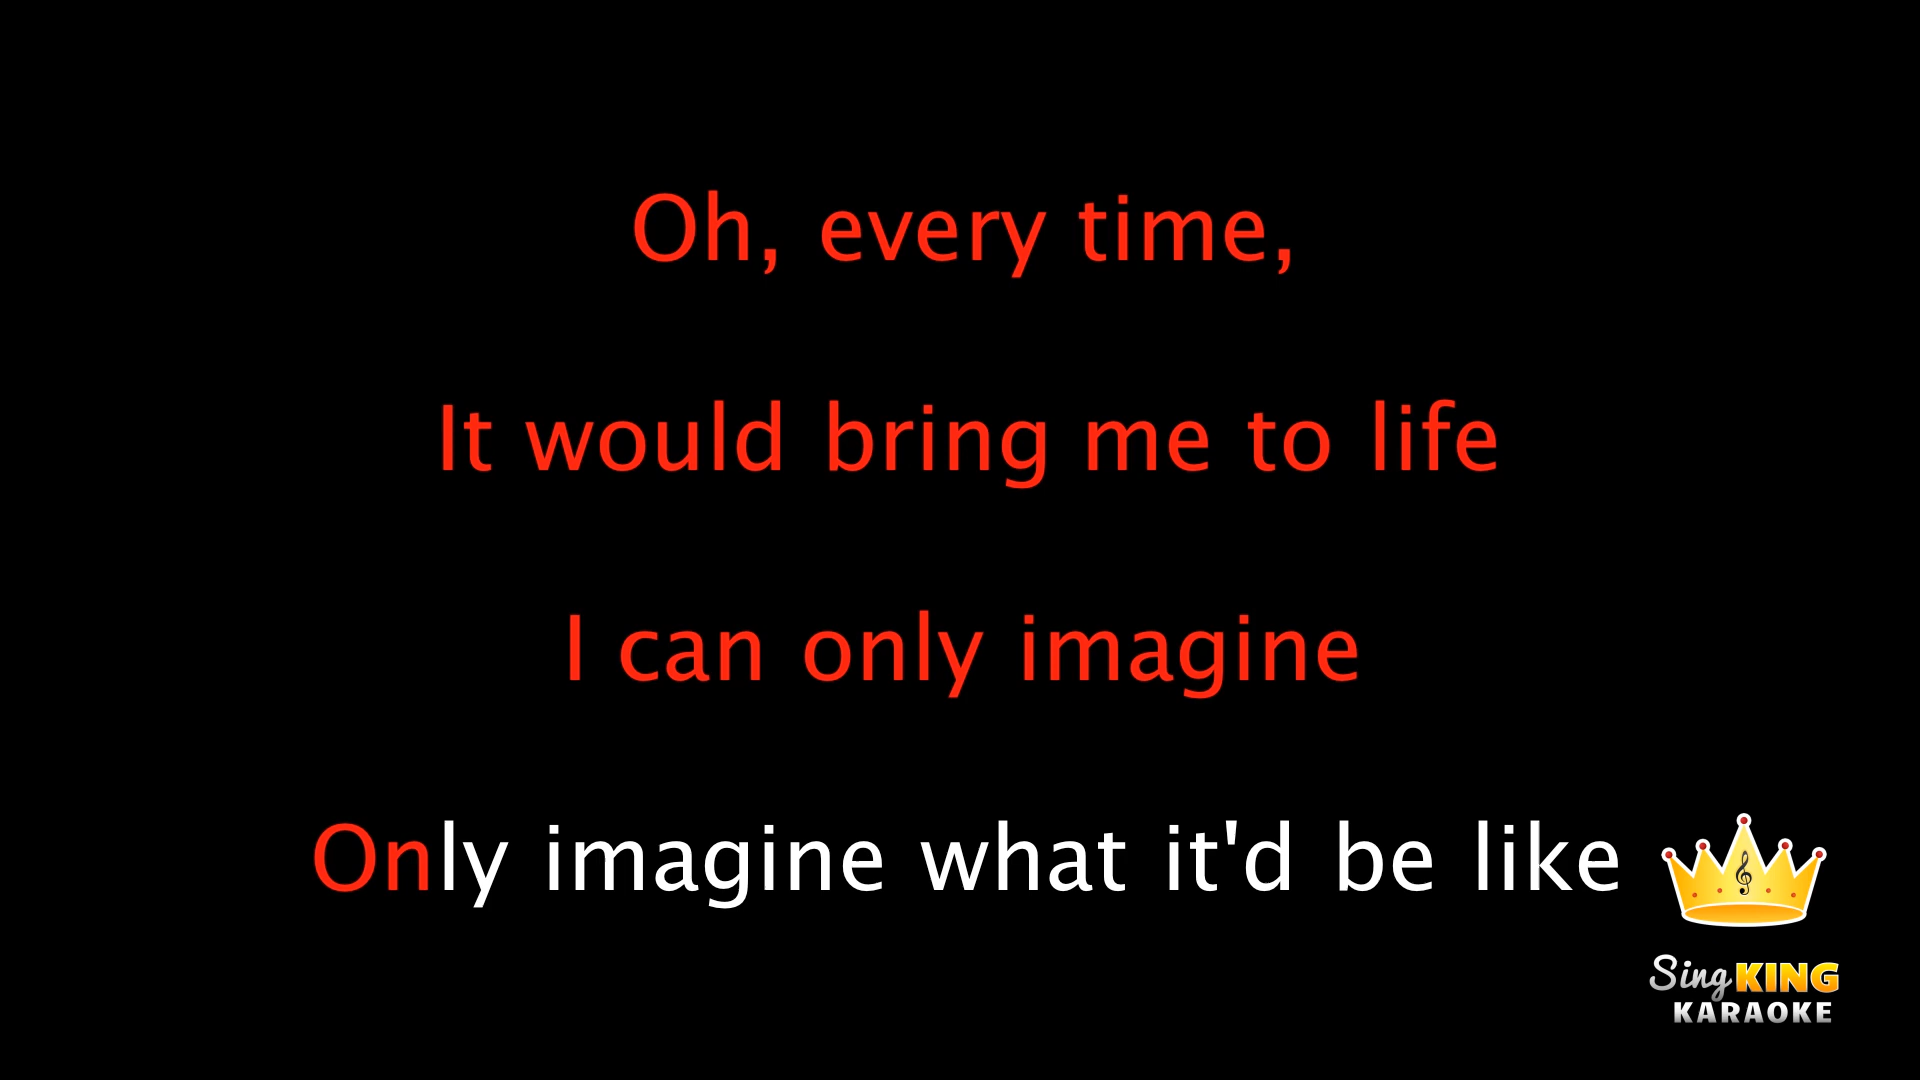 Oh, every time,
It would bring me to life
I can only imagine
Only imagine what it'd be like
Sing KING
KARAOKE